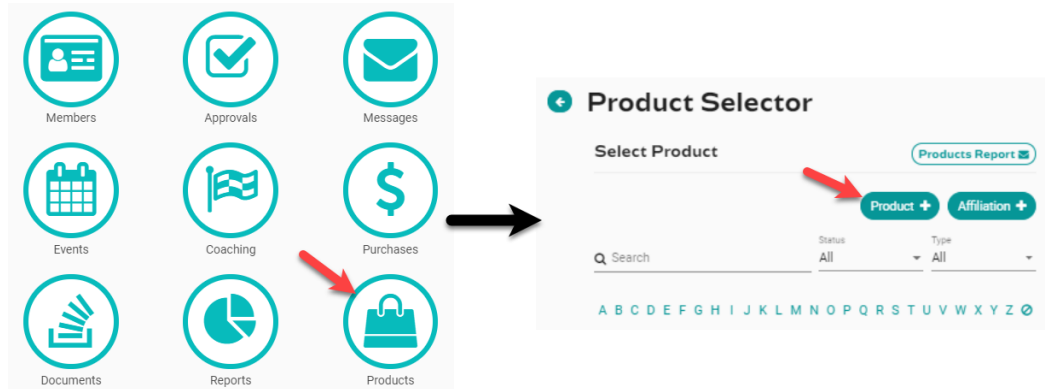 Members
Approvals
Messages
Events
Coaching
$
Purchases
Documents
Reports
Products
Product Selector
Select Product
Products Report
Product +
Affiliation +
Search
Status
All
Type
All
A B C D E F G H I J K L M N O P Q R S T U V W X Y Z